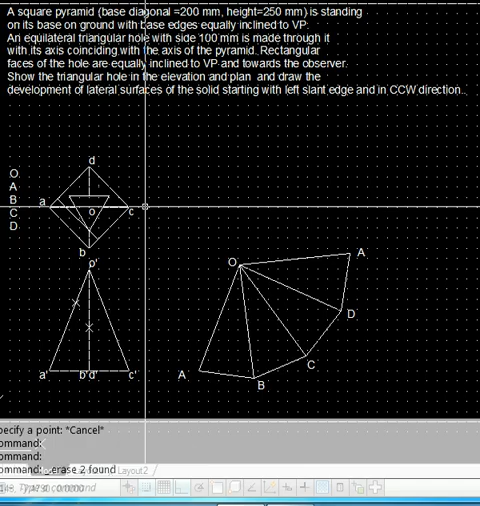 A square pyramid (base diagonal =200 mm, height=250 mm) is standing
on its base on ground with base edges equally inclined to VP.
An equilateral triangular hole with side 100 mm is made through it
with its axis coinciding with the axis of the pyramid. Rectangular
faces of the hole are equally inclined to VP and towards the observer.
Show the triangular hole in the elevation and plan and draw the
development of lateral surfaces of the solid starting with left slant edge and in CCW direction..
d
O
A
B
C
D
a
o
c
b
o'
a'
b'd'
c'
O
A
D
C
A
B
pecify a point: *Cancel*
ommand:
ommand:
ommand: _.erase 2 found
Layout2
command